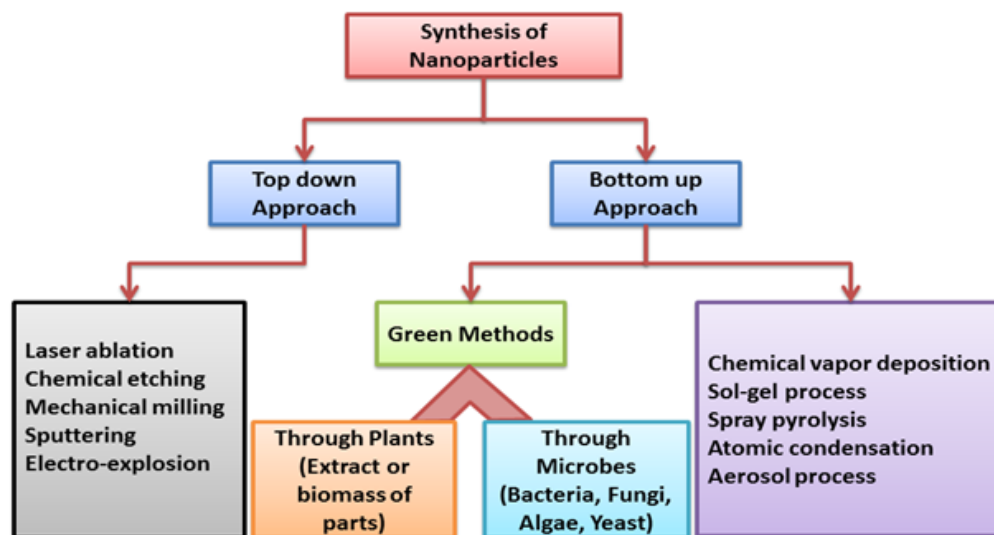 Synthesis of
Nanoparticles
Top down
Approach
Bottom up
Approach
Laser ablation
Chemical etching
Mechanical milling
Sputtering
Electro-explosion
Green Methods
Through Plants
(Extract or
biomass of
parts)
Through
Microbes
(Bacteria, Fungi,
Algae, Yeast)
Chemical vapor deposition
Sol-gel process
Spray pyrolysis
Atomic condensation
Aerosol process